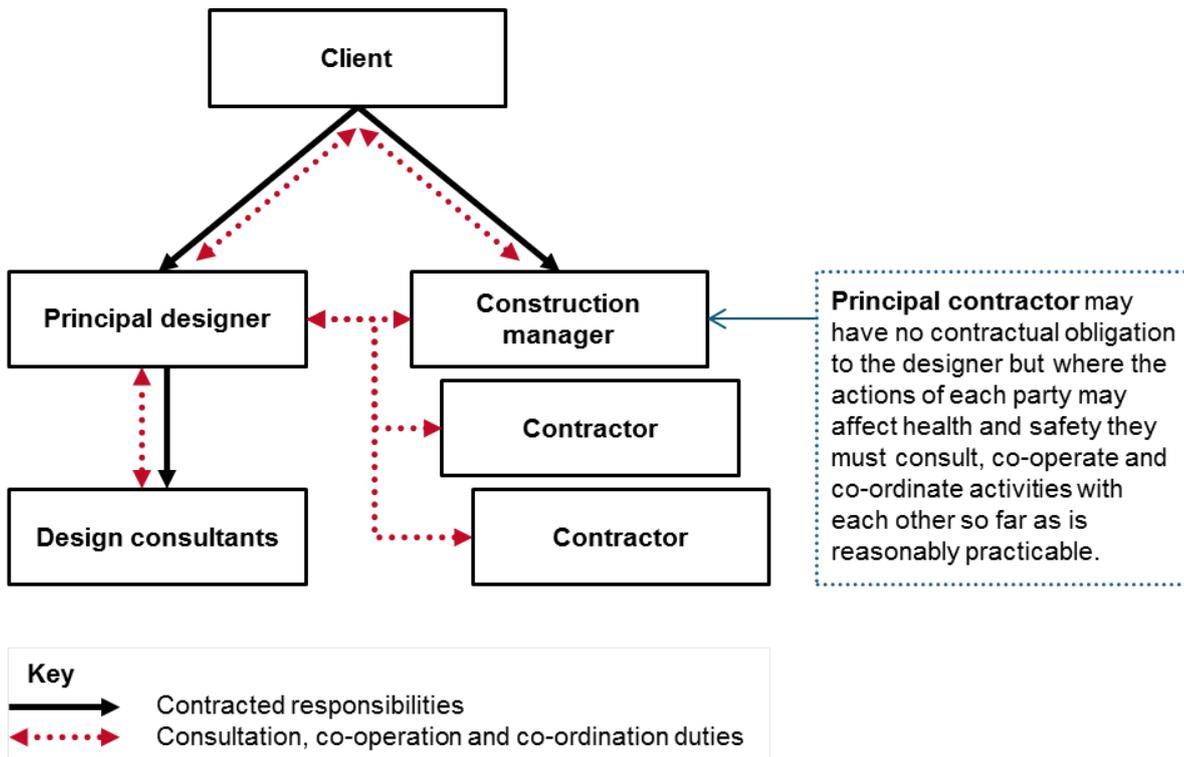 Client
Principal designer
Construction
manager
Principal contractor may
have no contractual obligation
to the designer but where the
actions of each party may
affect health and safety they
must consult, co-operate and
co-ordinate activities with
each other so far as is
reasonably practicable.
Contractor
Design consultants
Contractor
Key
Contracted responsibilities
Consultation, co-operation and co-ordination duties